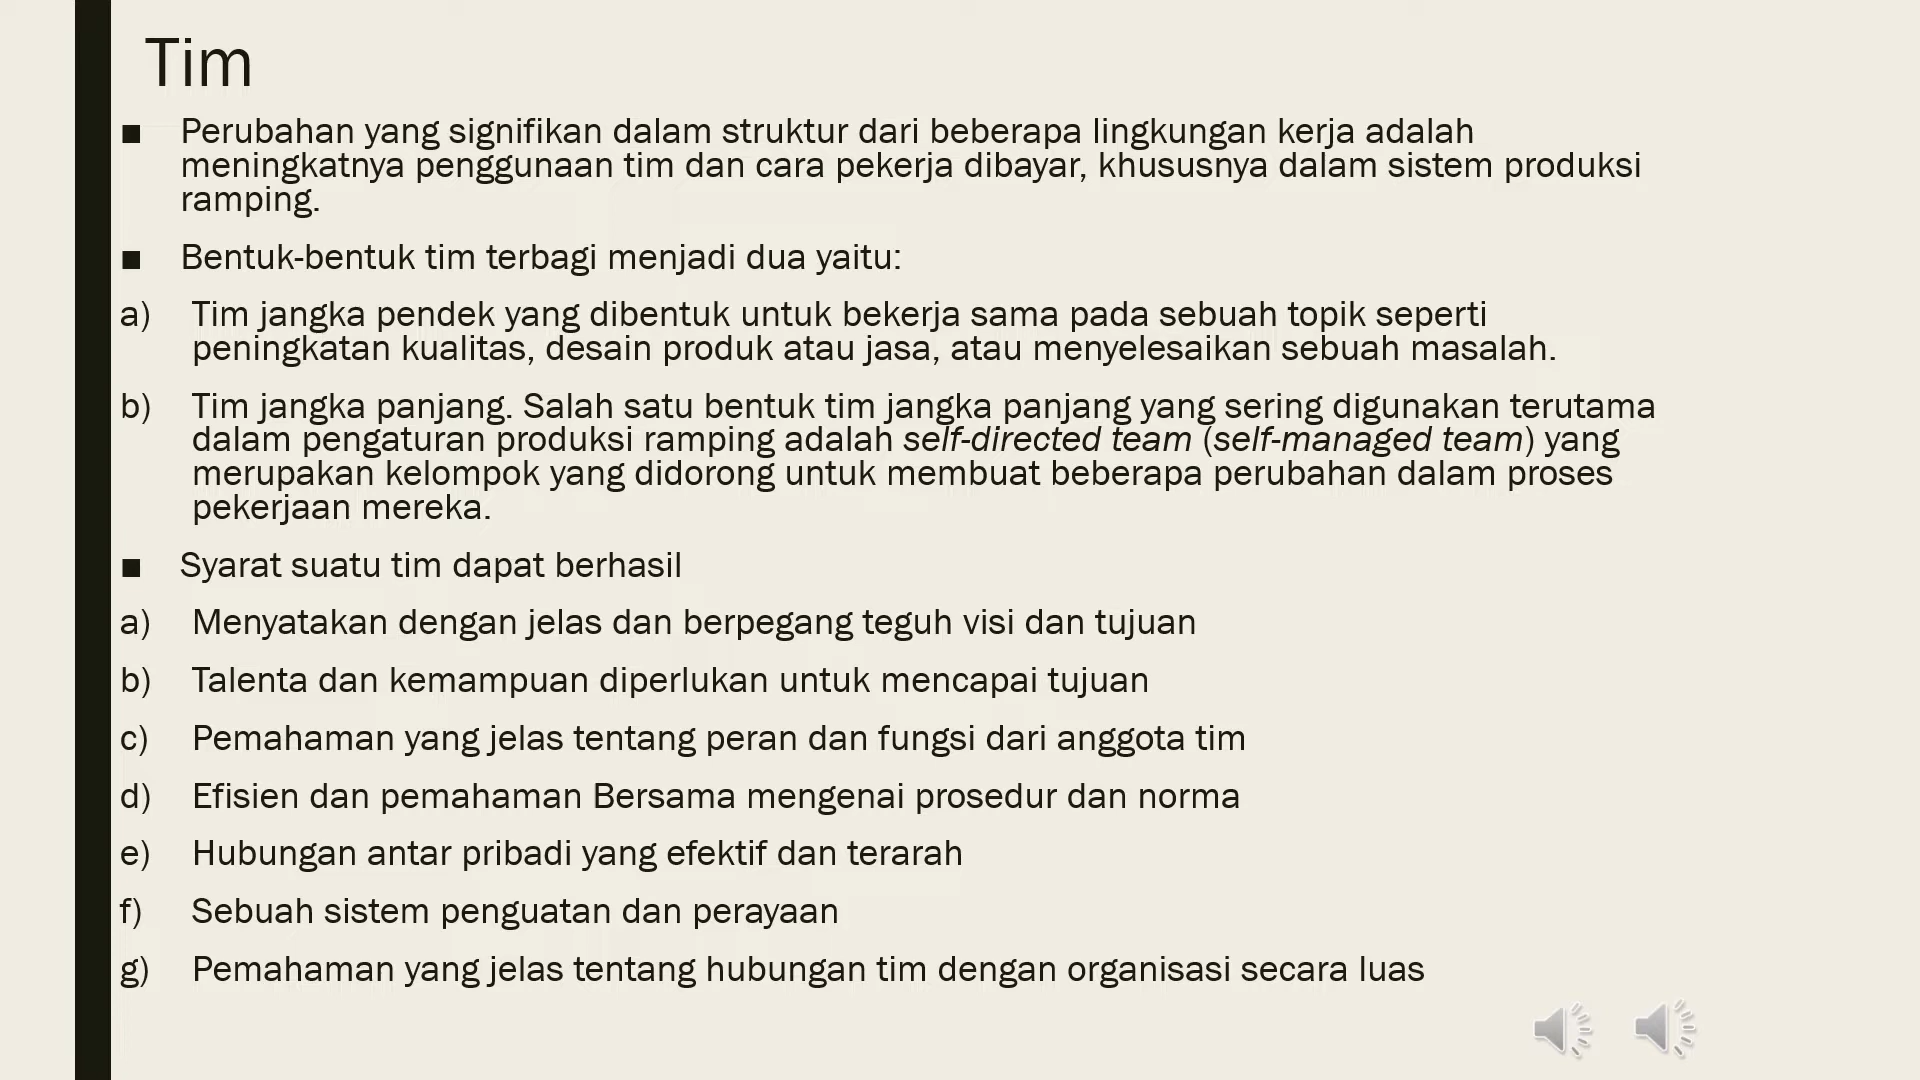 Tim
■ Perubahan yang signifikan dalam struktur dari beberapa lingkungan kerja adalah
meningkatnya penggunaan tim dan cara pekerja dibayar, khususnya dalam sistem produksi
ramping.
■ Bentuk-bentuk tim terbagi menjadi dua yaitu:
a) Tim jangka pendek yang dibentuk untuk bekerja sama pada sebuah topik seperti
peningkatan kualitas, desain produk atau jasa, atau menyelesaikan sebuah masalah.
b) Tim jangka panjang. Salah satu bentuk tim jangka panjang yang sering digunakan terutama
dalam pengaturan produksi ramping adalah self-directed team (self-managed team) yang
merupakan kelompok yang didorong untuk membuat beberapa perubahan dalam proses
pekerjaan mereka.
■ Syarat suatu tim dapat berhasil
a) Menyatakan dengan jelas dan berpegang teguh visi dan tujuan
b) Talenta dan kemampuan diperlukan untuk mencapai tujuan
c) Pemahaman yang jelas tentang peran dan fungsi dari anggota tim
d) Efisien dan pemahaman Bersama mengenai prosedur dan norma
e) Hubungan antar pribadi yang efektif dan terarah
f) Sebuah sistem penguatan dan perayaan
g) Pemahaman yang jelas tentang hubungan tim dengan organisasi secara luas